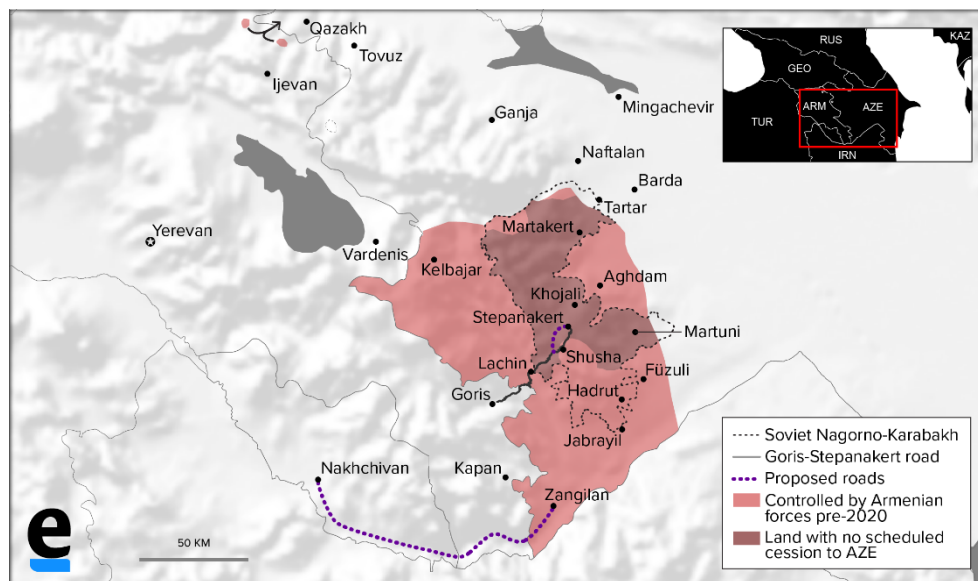 Qazakh
Tovuz
Ijevan
Mingachevir
Ganja
Naftalan
Barda
Tartar
Yerevan
Vardenis
Martakert
Kelbajar
Aghdam
Khojali
Stepanakert
Martuni
Shusha
Lachin
Füzuli
Goris
Hadrut
Jabrayil
Nakhchivan
Kapan
Zangilan
50 KM
e
RUS
KAZ
GEO
ARM
AZE
TUR
IRN
Soviet Nagorno-Karabakh
Goris-Stepanakert road
Proposed roads
Controlled by Armenian
forces pre-2020
Land with no scheduled
cession to AZE